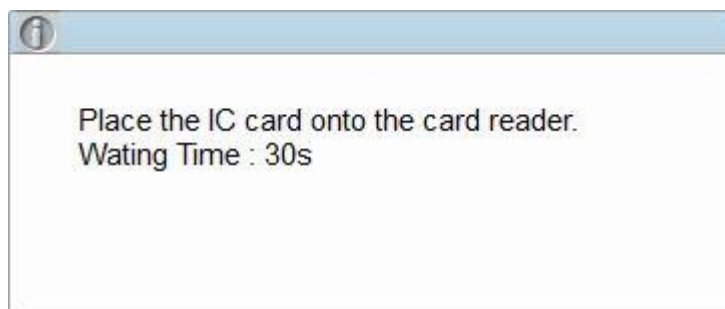 Place the IC card onto the card reader.
Wating Time : 30s